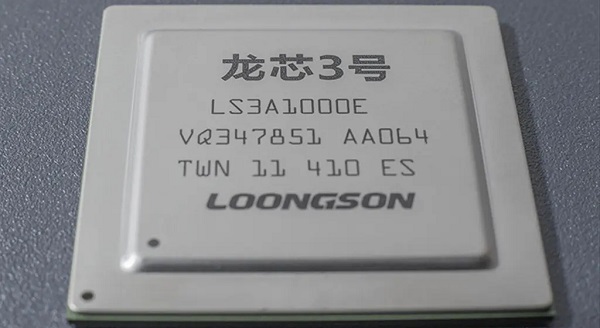 龙芯3号
LS3A1000E
VQ347851 AA064
TWN 11 410 ES
LOONGSON